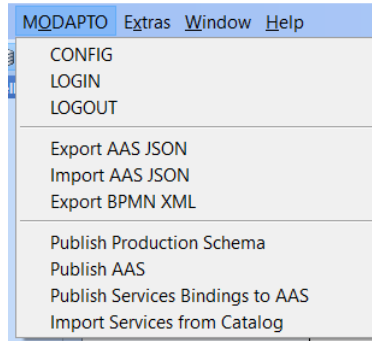 MODAPTO Extras Window Help
CONFIG
LOGIN
LOGOUT
Export AAS JSON
Import AAS JSON
Export BPMN XML
Publish Production Schema
Publish AAS
Publish Services Bindings to AAS
Import Services from Catalog